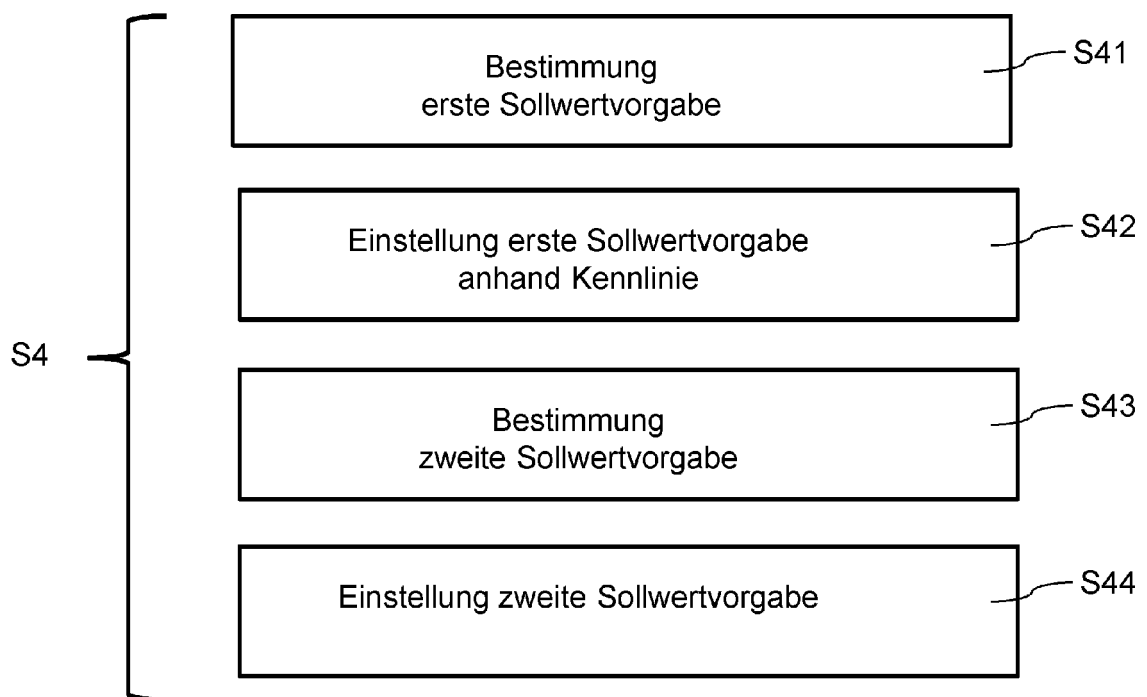 Bestimmung
erste Sollwertvorgabe
S41
Einstellung erste Sollwertvorgabe
anhand Kennlinie
S42
S4
Bestimmung
zweite Sollwertvorgabe
S43
Einstellung zweite Sollwertvorgabe
S44